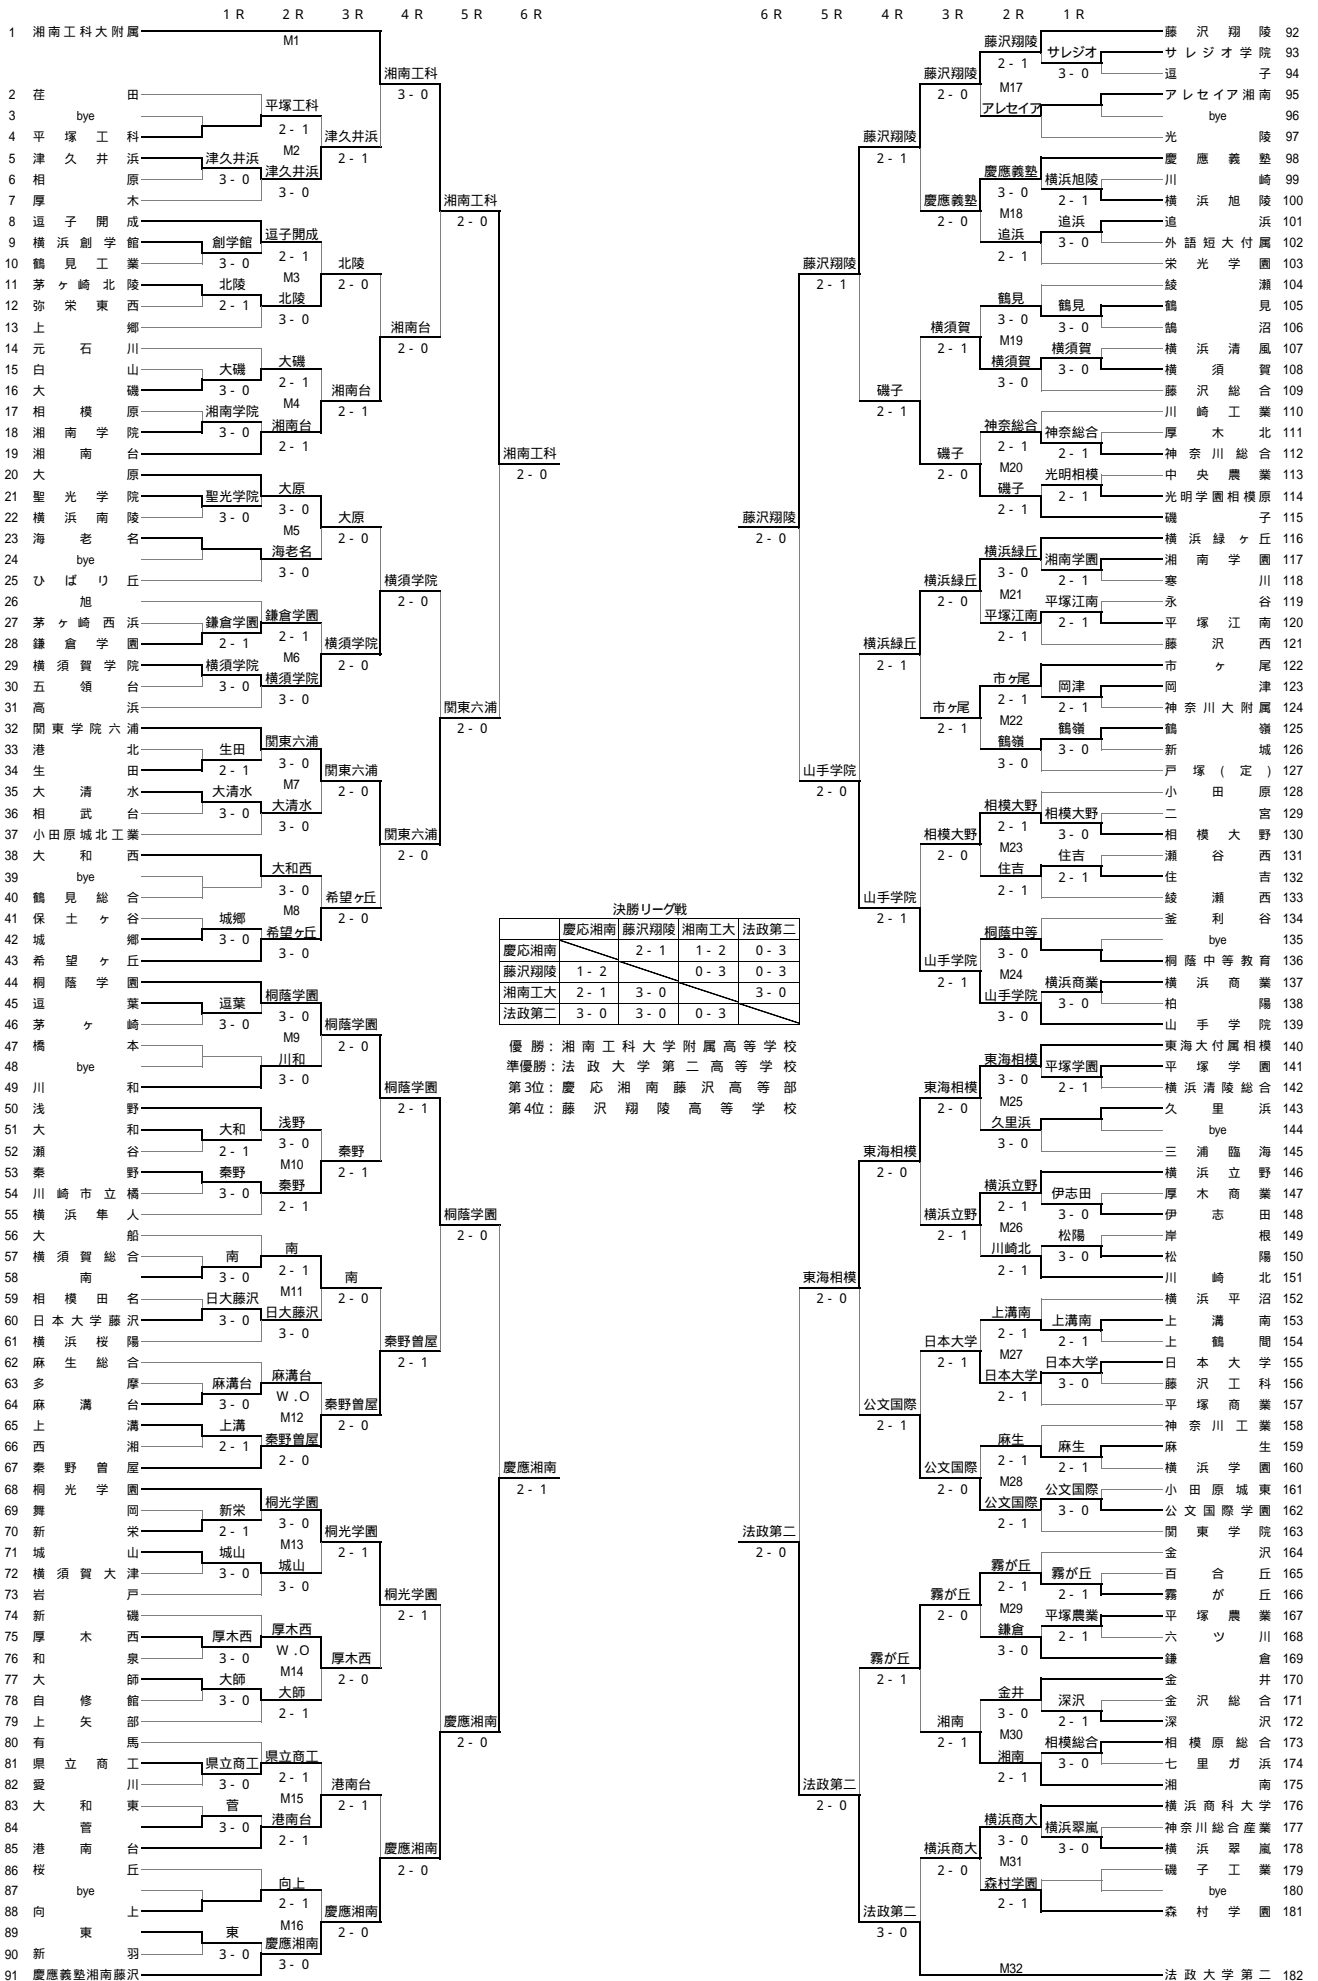 1R 2R 3R 4R 5R 6R
1 湘南工科大附属
2 荏田
3 bye
4 平塚工科
5 津久井浜
6 相原
7 厚木
8 逗子開成
9 横浜創学館
10 鶴見工業
11 茅ヶ崎北陵
12 弥栄東西
13 上郷
14 元石川
15 白山
16 大磯
17 相模原
18 湘南学院
19 湘南台
20 大原
21 聖光学院
22 横浜南陵
23 海老名
24 bye
25 ひばり丘
26 旭
27 茅ヶ崎西浜
28 鎌倉学園
29 横須賀学院
30 五領台
31 高浜
32 関東学院六浦
33 港北
34 生田
35 大清水
36 相武台
37 小田原城北工業
38 大和西
39 bye
40 鶴見総合
41 保土ヶ谷
42 城郷
43 希望ヶ丘
44 桐蔭学園
45 逗葉
46 茅ヶ崎
47 橋本
48 bye
49 川和
50 浅野
51 大和
52 瀬谷
53 秦野
54 川崎市立橘
55 横浜隼人
56 大船
57 横須賀総合
58 南
59 相模田名
60 日本大学藤沢
61 横浜桜陽
62 麻生総合
63 多摩
64 麻溝台
65 上溝
66 西湘
67 秦野曽屋
68 桐光学園
69 舞岡
70 新栄
71 城山
72 横須賀大津
73 岩戸
74 新磯
75 厚木西
76 和泉
77 大師
78 自修館
79 上矢部
80 有馬
81 県立商工
82 愛川
83 大和東
84 菅
85 港南台
86 桜丘
87 bye
88 向上
89 東
90 新羽
91 慶應義塾湘南藤沢
津久井浜
3-0
創学館
3-0
北陵
2-1
大磯
3-0
湘南学院
3-0
聖光学院
3-0
鎌倉学園
2-1
横須学院
3-0
生田
2-1
大清水
3-0
城郷
3-0
逗葉
3-0
大和
2-1
秦野
3-0
南
3-0
日大藤沢
3-0
麻溝台
3-0
上溝
2-1
新栄
2-1
城山
3-0
厚木西
3-0
大師
3-0
県立商工
3-0
菅
3-0
東
3-0
M1
平塚工科
2-1
M2
津久井浜
3-0
逗子開成
2-1
M3
北陵
3-0
大磯
2-1
M4
湘南台
2-1
大原
3-0
M5
海老名
3-0
鎌倉学園
2-1
M6
横須学院
3-0
関東六浦
3-0
M7
大清水
3-0
大和西
3-0
M8
希望ヶ丘
3-0
桐蔭学園
3-0
M9
川和
3-0
浅野
3-0
M10
秦野
2-1
南
2-1
M11
日大藤沢
3-0
麻溝台
W.O
M12
秦野曽屋
2-0
桐光学園
3-0
M13
城山
3-0
厚木西
W.O
M14
大師
2-1
県立商工
2-1
M15
港南台
2-1
向上
2-1
M16
慶應湘南
3-0
津久井浜
2-1
北陵
2-0
湘南台
2-1
大原
2-0
横須学院
2-0
関東六浦
2-0
希望ヶ丘
2-0
桐蔭学園
2-0
秦野
2-1
南
2-0
秦野曽屋
2-0
桐光学園
2-1
厚木西
2-0
港南台
2-1
慶應湘南
2-0
湘南工科
3-0
湘南台
2-0
横須学院
2-0
関東六浦
2-0
桐蔭学園
2-1
秦野曽屋
2-1
桐光学園
2-1
慶應湘南
2-0
湘南工科
2-0
関東六浦
2-0
桐蔭学園
2-0
慶應湘南
2-0
湘南工科
2-0
慶應湘南
2-1
決勝リーグ戦
慶応湘南 藤沢翔陵 湘南工大 法政第二
慶応湘南 2-1 1-2 0-3
藤沢翔陵 1-2 0-3 0-3
湘南工大 2-1 3-0 3-0
法政第二 3-0 3-0 0-3
優勝:湘南工科大学附属高等学校
準優勝:法政大学第二高等学校
第3位:慶応湘南藤沢高等部
第4位:藤沢翔陵高等学校
6R 5R 4R 3R 2R 1R
藤沢翔陵
2-0
法政第二
2-0
藤沢翔陵
2-1
山手学院
2-0
東海相模
2-0
法政第二
2-0
藤沢翔陵
2-1
磯子
2-1
横浜緑丘
2-1
山手学院
2-1
東海相模
2-0
公文国際
2-1
霧が丘
2-1
法政第二
3-0
藤沢翔陵
2-0
慶應義塾
2-0
横須賀
2-1
磯子
2-0
横浜緑丘
2-0
市ヶ尾
2-1
相模大野
2-0
山手学院
2-1
東海相模
2-0
横浜立野
2-1
日本大学
2-1
公文国際
2-0
霧が丘
2-0
湘南
2-1
横浜商大
2-0
藤沢翔陵
2-1
M17
アレセイア
慶應義塾
3-0
M18
追浜
2-1
鶴見
3-0
M19
横須賀
3-0
神奈総合
2-1
M20
磯子
2-1
横浜緑丘
3-0
M21
平塚江南
2-1
市ヶ尾
2-1
M22
鶴嶺
3-0
相模大野
2-1
M23
住吉
2-1
桐蔭中等
3-0
M24
山手学院
3-0
東海相模
3-0
M25
久里浜
3-0
横浜立野
2-1
M26
川崎北
2-1
上溝南
2-1
M27
日本大学
2-1
麻生
2-1
M28
公文国際
2-1
霧が丘
2-1
M29
鎌倉
3-0
金井
3-0
M30
湘南
2-1
横浜商大
3-0
M31
森村学園
2-1
M32
サレジオ
3-0
横浜旭陵
2-1
追浜
3-0
鶴見
3-0
横須賀
3-0
神奈総合
2-1
光明相模
2-1
湘南学園
2-1
平塚江南
2-1
岡津
2-1
鶴嶺
3-0
相模大野
3-0
住吉
2-1
横浜商業
3-0
平塚学園
2-1
伊志田
3-0
松陽
3-0
上溝南
2-1
日本大学
3-0
麻生
2-1
公文国際
3-0
霧が丘
2-1
平塚農業
2-1
深沢
2-1
相模総合
3-0
横浜翠嵐
3-0
藤沢翔陵 92
サレジオ学院 93
逗子 94
アレセイア湘南 95
bye 96
光陵 97
慶應義塾 98
川崎 99
横浜旭陵 100
追浜 101
外語短大付属 102
栄光学園 103
綾瀬 104
鶴見 105
鵠沼 106
横浜清風 107
横須賀 108
藤沢総合 109
川崎工業 110
厚木北 111
神奈川総合 112
中央農業 113
光明学園相模原 114
磯子 115
横浜緑ヶ丘 116
湘南学園 117
寒川 118
永谷 119
平塚江南 120
藤沢西 121
市ヶ尾 122
岡津 123
神奈川大附属 124
鶴嶺 125
新城 126
戸塚(定) 127
小田原 128
二宮 129
相模大野 130
瀬谷西 131
住吉 132
綾瀬西 133
釜利谷 134
bye 135
桐蔭中等教育 136
横浜商業 137
柏陽 138
山手学院 139
東海大付属相模 140
平塚学園 141
横浜清陵総合 142
久里浜 143
bye 144
三浦臨海 145
横浜立野 146
厚木商業 147
伊志田 148
岸根 149
松陽 150
川崎北 151
横浜平沼 152
上溝南 153
上鶴間 154
日本大学 155
藤沢工科 156
平塚商業 157
神奈川工業 158
麻生 159
横浜学園 160
小田原城東 161
公文国際学園 162
関東学院 163
金沢 164
百合丘 165
霧が丘 166
平塚農業 167
六ツ川 168
鎌倉 169
金井 170
金沢総合 171
深沢 172
相模原総合 173
七里ガ浜 174
湘南 175
横浜商科大学 176
神奈川総合産業 177
横浜翠嵐 178
磯子工業 179
bye 180
森村学園 181
法政大学第二 182